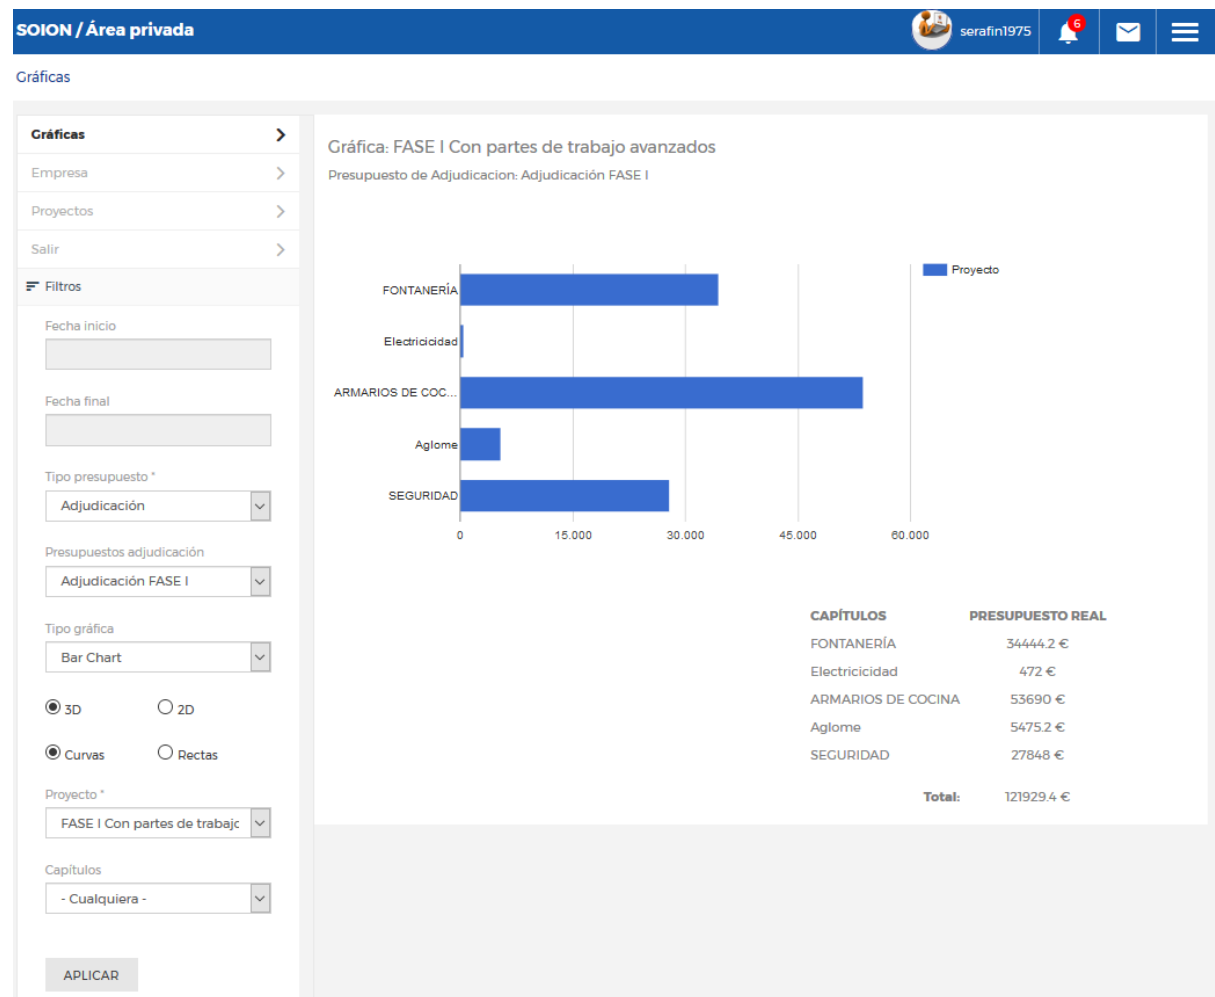 SOION / Área privada
serafin1975
6
Gráficas
Gráficas
Empresa
Proyectos
Salir
Filtros
Fecha inicio
Fecha final
Tipo presupuesto *
Adjudicación
Presupuestos adjudicación
Adjudicación FASE I
Tipo gráfica
Bar Chart
3D 2D
Curvas Rectas
Proyecto *
FASE I Con partes de trabajc
Capítulos
- Cualquiera -
APLICAR
Gráfica: FASE I Con partes de trabajo avanzados
Presupuesto de Adjudicacion: Adjudicación FASE I
Proyecto
FONTANERÍA
Electricicidad
ARMARIOS DE COC...
Aglome
SEGURIDAD
0 15.000 30.000 45.000 60.000
CAPÍTULOS PRESUPUESTO REAL
FONTANERÍA 34444.2 €
Electricicidad 472 €
ARMARIOS DE COCINA 53690 €
Aglome 5475.2 €
SEGURIDAD 27848 €
Total: 121929.4 €